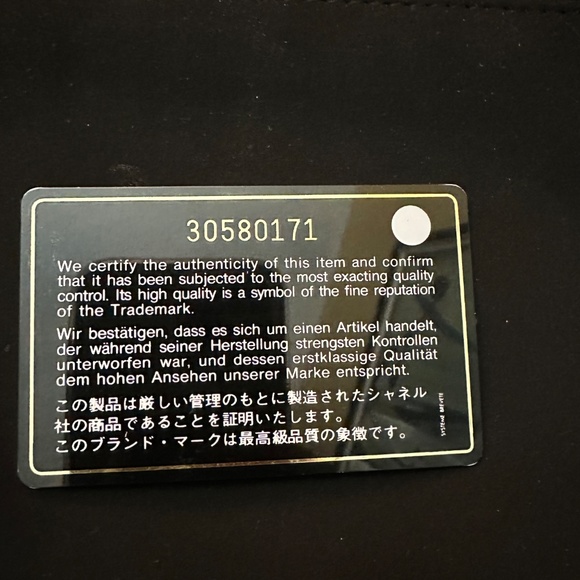 30580171
We certify the authenticity of this item and confirm
that it has been subjected to the most exacting quality
control. Its high quality is a symbol of the fine reputation
of the Trademark.
Wir bestätigen, dass es sich um einen Artikel handelt,
der während seiner Herstellung strengsten Kontrollen
unterworfen war, und dessen erstklassige Qualität
dem hohen Ansehen unserer Marke entspricht.
この製品は厳しい管理のもとに製造されたシャネル
社の商品であることを証明いたします。
このブランド・マークは最高級品質の象徴です。
SYSTEME BREVETE